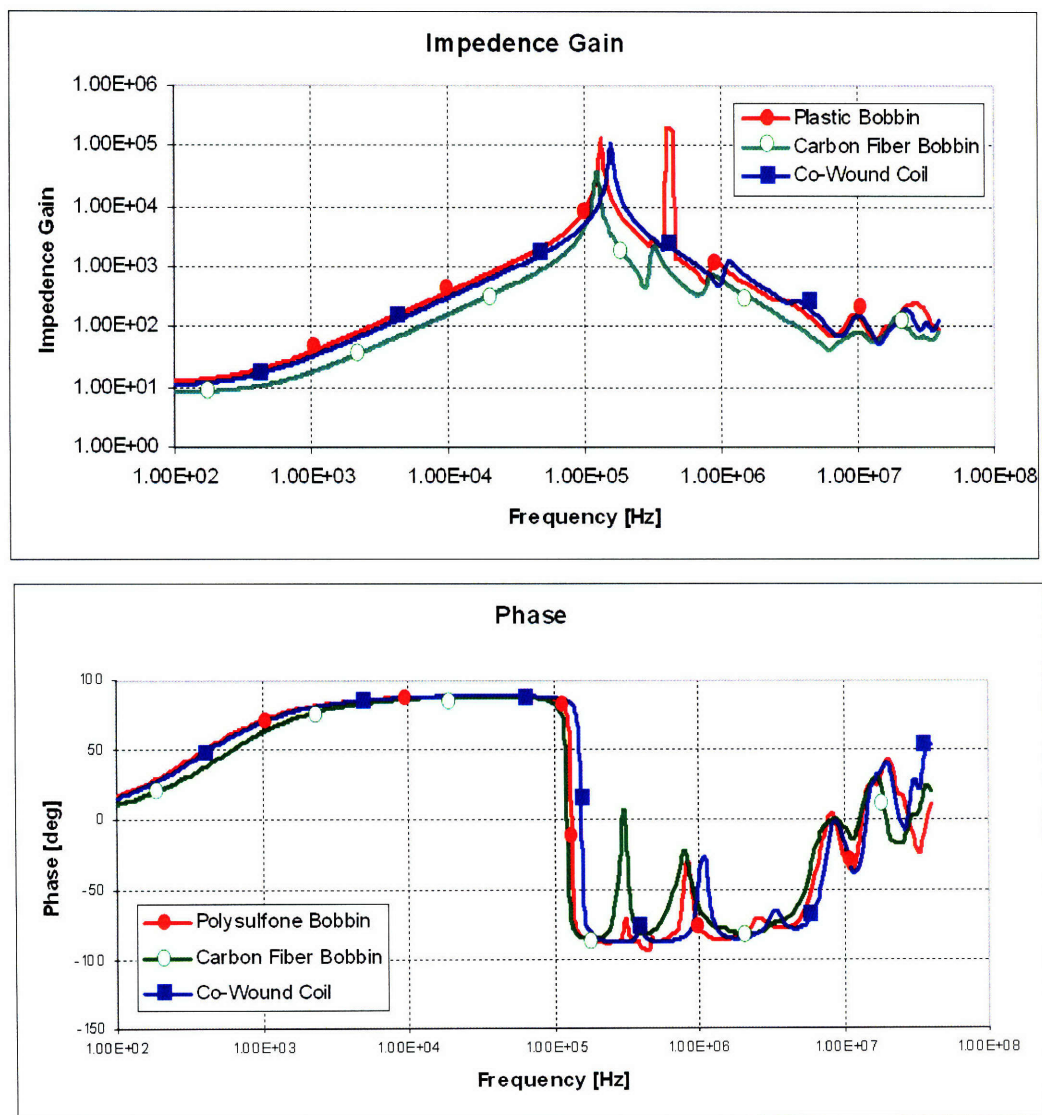 Impedence Gain
1.00E+06
1.00E+05
1.00E+04
1.00E+03
1.00E+02
1.00E+01
1.00E+00
Impedence Gain
Plastic Bobbin
Carbon Fiber Bobbin
Co-Wound Coil
1.00E+02 1.00E+03 1.00E+04 1.00E+05 1.00E+06 1.00E+07 1.00E+08
Frequency [Hz]
Phase
100
50
0
-50
-100
-150
Phase [deg]
Polysulfone Bobbin
Carbon Fiber Bobbin
Co-Wound Coil
1.00E+02 1.00E+03 1.00E+04 1.00E+05 1.00E+06 1.00E+07 1.00E+08
Frequency [Hz]